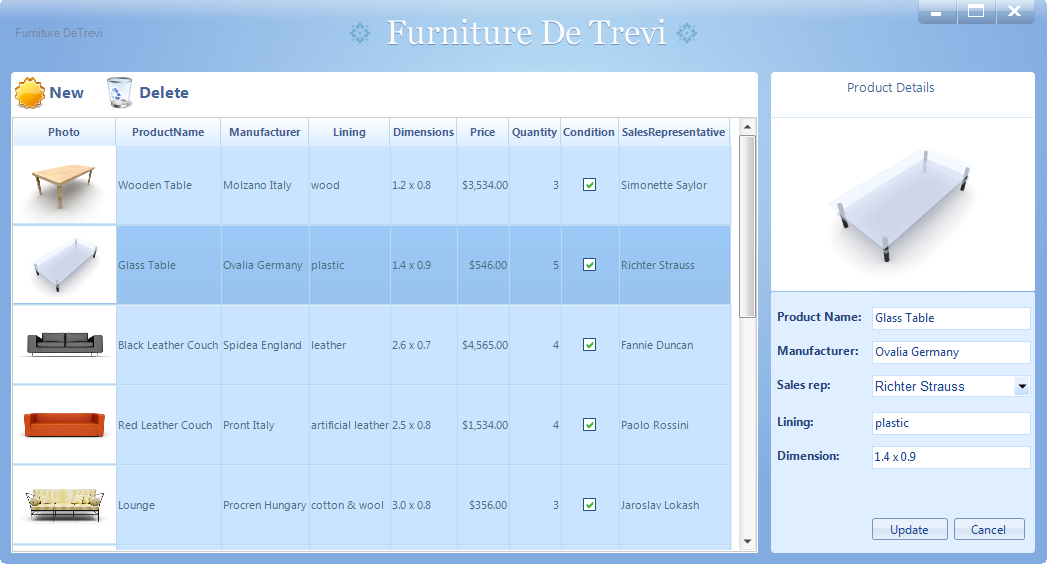 Furniture DeTrevi
Furniture De Trevi
New Delete
Photo ProductName Manufacturer Lining Dimensions Price Quantity Condition SalesRepresentative
Wooden Table Molzano Italy wood 1.2 x 0.8 $3,534.00 3 Simonette Saylor
Glass Table Ovalia Germany plastic 1.4 x 0.9 $546.00 5 Richter Strauss
Black Leather Couch Spidea England leather 2.6 x 0.7 $4,565.00 4 Fannie Duncan
Red Leather Couch Pront Italy artificial leather 2.5 x 0.8 $1,534.00 4 Paolo Rossini
Lounge Procren Hungary cotton & wool 3.0 x 0.8 $356.00 3 Jaroslav Lokash
Product Details
Product Name: Glass Table
Manufacturer: Ovalia Germany
Sales rep: Richter Strauss
Lining: plastic
Dimension: 1.4 x 0.9
Update Cancel